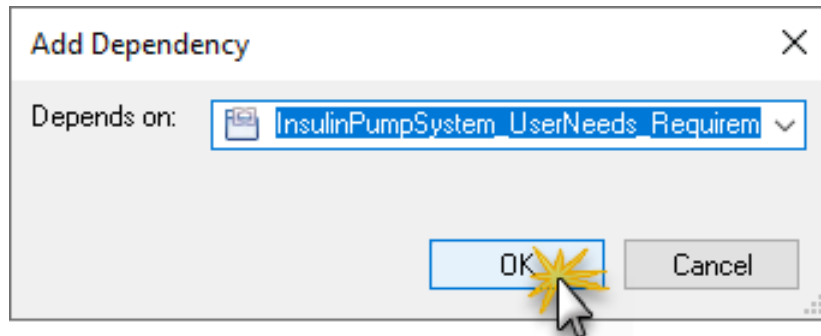 Add Dependency
Depends on: InsulinPumpSystem_UserNeeds_Requirem
OK Cancel